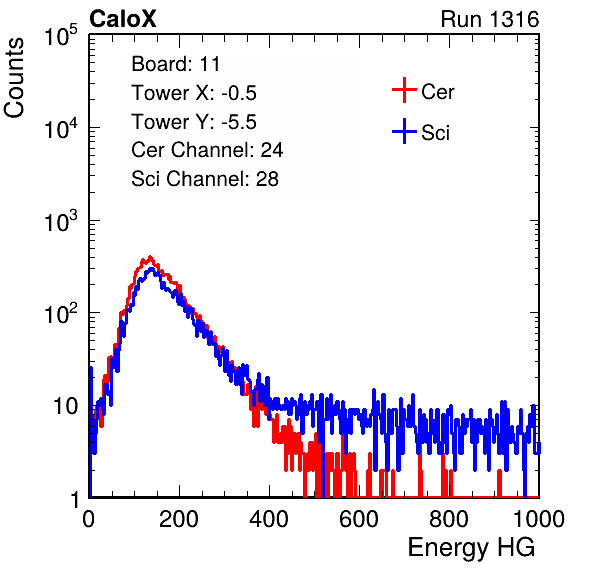 CaloX Run 1316
Counts
Board: 11
Tower X: -0.5
Tower Y: -5.5
Cer Channel: 24
Sci Channel: 28
Cer
Sci
10^5
10^4
10^3
10^2
10
1
0 200 400 600 800 1000
Energy HG